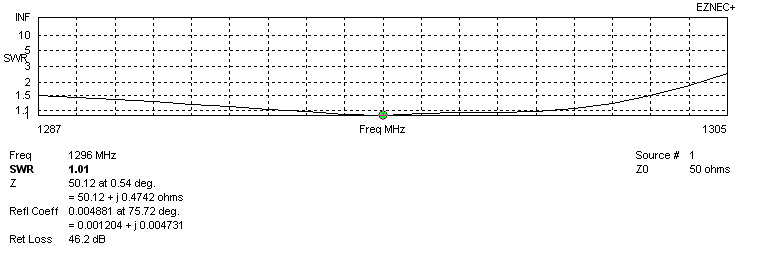 EZNEC+
INF
10
5
SWR
3
2
1.5
1.1
1
1287 Freq MHz 1305
Freq 1296 MHz Source # 1
SWR 1.01 Z0 50 ohms
Z 50.12 at 0.54 deg.
= 50.12 + j 0.4742 ohms
Refl Coeff 0.004881 at 75.72 deg.
= 0.001204 + j 0.004731
Ret Loss 46.2 dB